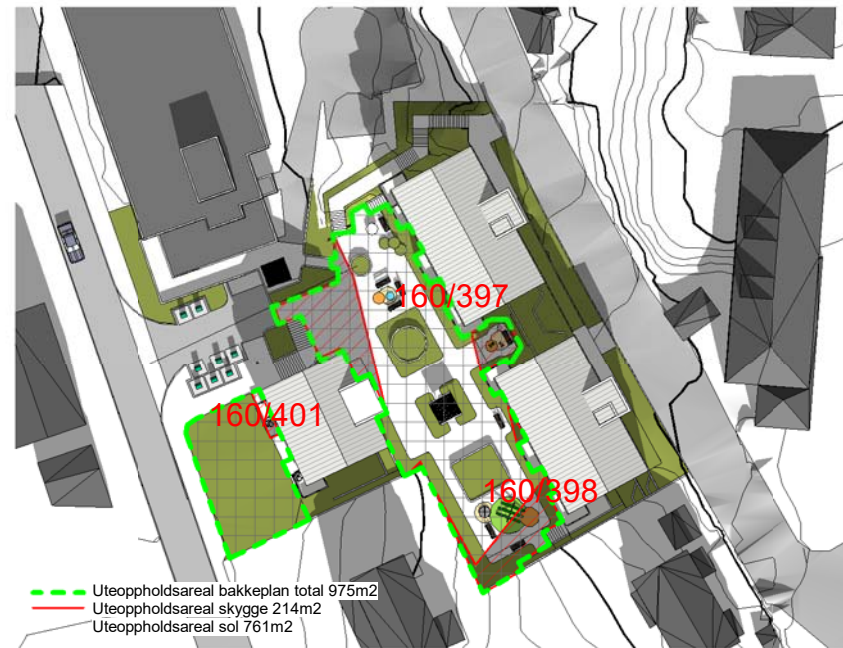 160/397
160/401
160/398
Uteoppholdsareal bakkeplan total 975m2
Uteoppholdsareal skygge 214m2
Uteoppholdsareal sol 761m2